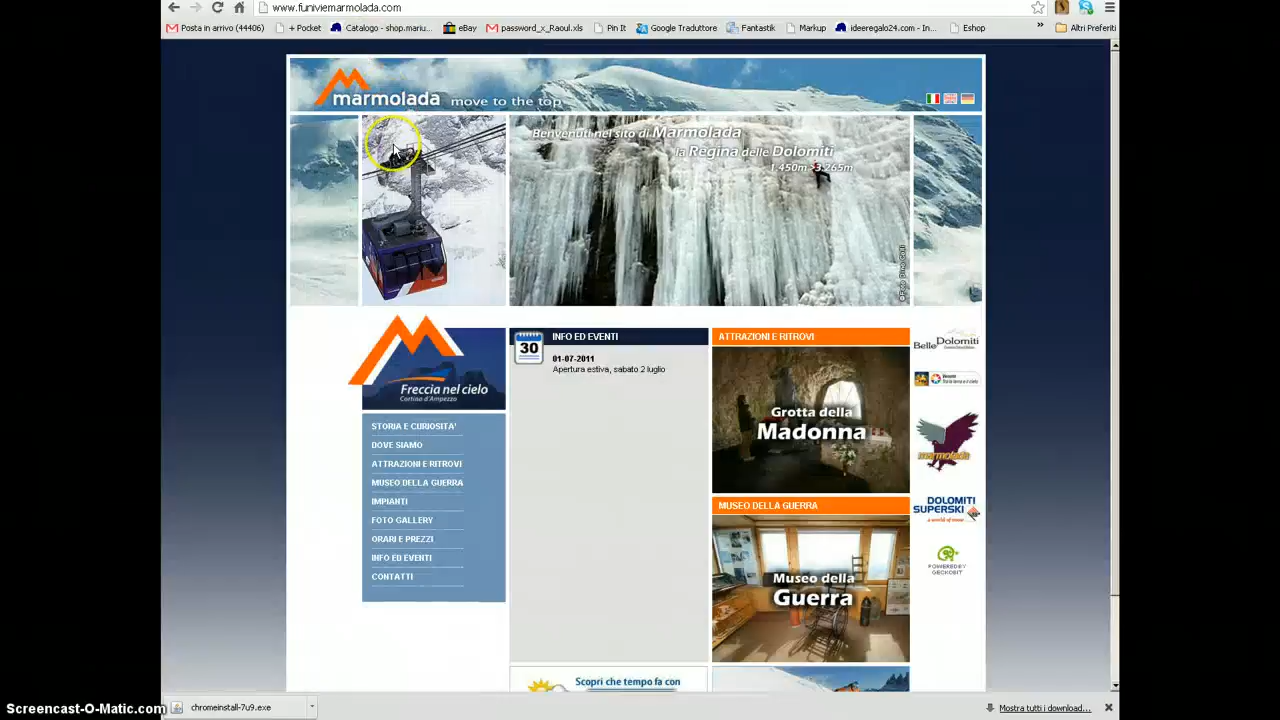 www.funiviemarmolada.com
Posta in arrivo (44406)
+ Pocket
Catalogo - shop.mariu...
eBay
password_x_Raoul.xls
Pin It
Google Traduttore
Fantastik
Markup
ideeregalo24.com - In...
Eshop
»
Altri Preferiti
marmolada move to the top
Benvenuti nel sito di Marmolada
la Regina delle Dolomiti
1.450m - 3.265m
Freccia nel cielo
Cortina d'Ampezzo
STORIA E CURIOSITA'
DOVE SIAMO
ATTRAZIONI E RITROVI
MUSEO DELLA GUERRA
IMPIANTI
FOTO GALLERY
ORARI E PREZZI
INFO ED EVENTI
CONTATTI
30
INFO ED EVENTI
01-07-2011
Apertura estiva, sabato 2 luglio
Scopri che tempo fa con
ATTRAZIONI E RITROVI
Grotta della
Madonna
MUSEO DELLA GUERRA
Museo della
Guerra
BelleDolomiti
marmolada
DOLOMITI
SUPERSKI
POWERED BY
GECKOBIT
Screencast-O-Matic.com
chromeinstall-7u9.exe
Mostra tutti i download...